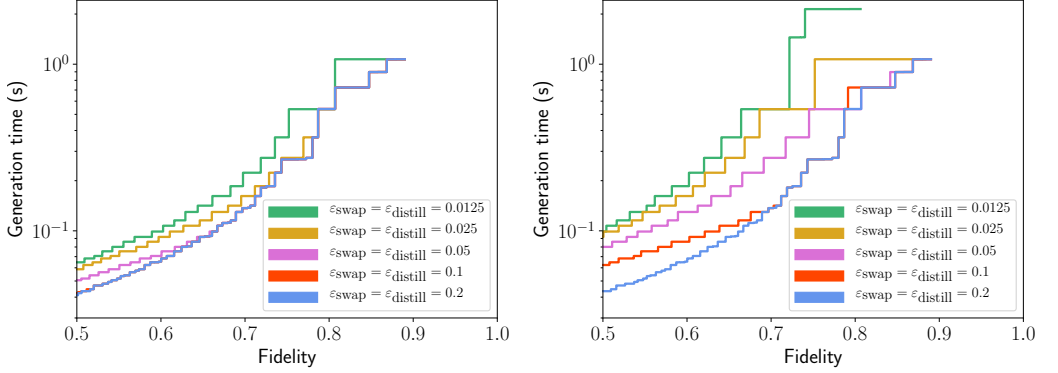 Generation time (s)
10⁰
10⁻¹
εswap = εdistill = 0.0125
εswap = εdistill = 0.025
εswap = εdistill = 0.05
εswap = εdistill = 0.1
εswap = εdistill = 0.2
0.5 0.6 0.7 0.8 0.9 1.0
Fidelity
Generation time (s)
10⁰
10⁻¹
εswap = εdistill = 0.0125
εswap = εdistill = 0.025
εswap = εdistill = 0.05
εswap = εdistill = 0.1
εswap = εdistill = 0.2
0.5 0.6 0.7 0.8 0.9 1.0
Fidelity